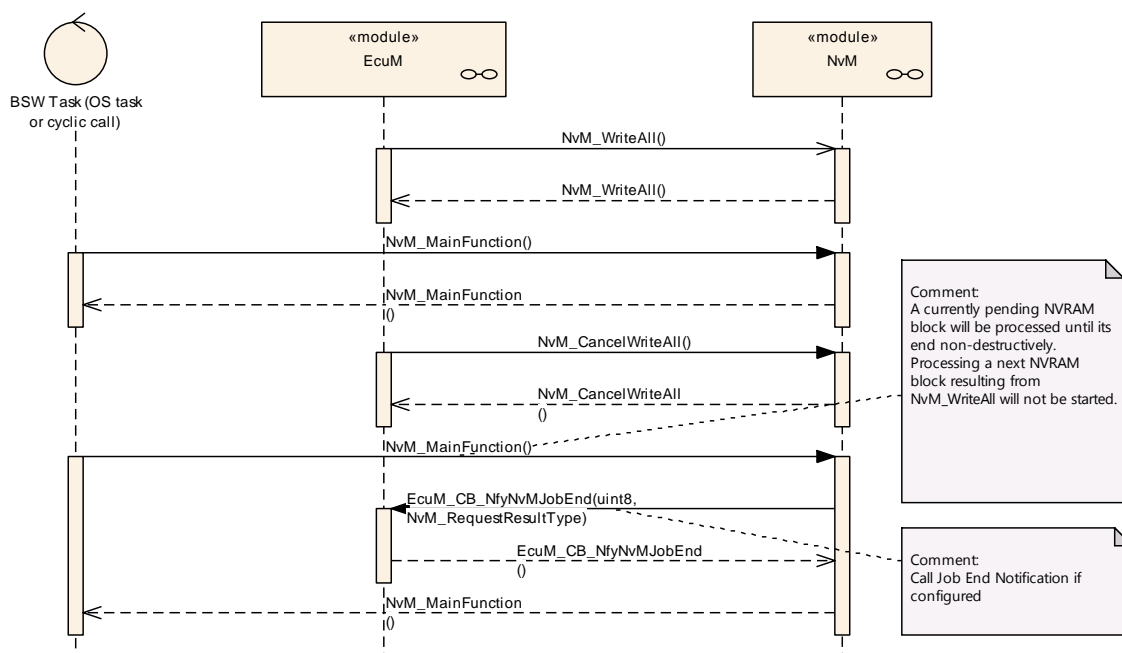 «module»
EcuM
«module»
NvM
BSW Task (OS task
or cyclic call)
NvM_WriteAll()
NvM_WriteAll()
NvM_MainFunction()
NvM_MainFunction
()
NvM_CancelWriteAll()
NvM_CancelWriteAll
()
NvM_MainFunction()
EcuM_CB_NfyNvMJobEnd(uint8,
NvM_RequestResultType)
EcuM_CB_NfyNvMJobEnd
()
NvM_MainFunction
()
Comment:
A currently pending NVRAM
block will be processed until its
end non-destructively.
Processing a next NVRAM
block resulting from
NvM_WriteAll will not be started.
Comment:
Call Job End Notification if
configured